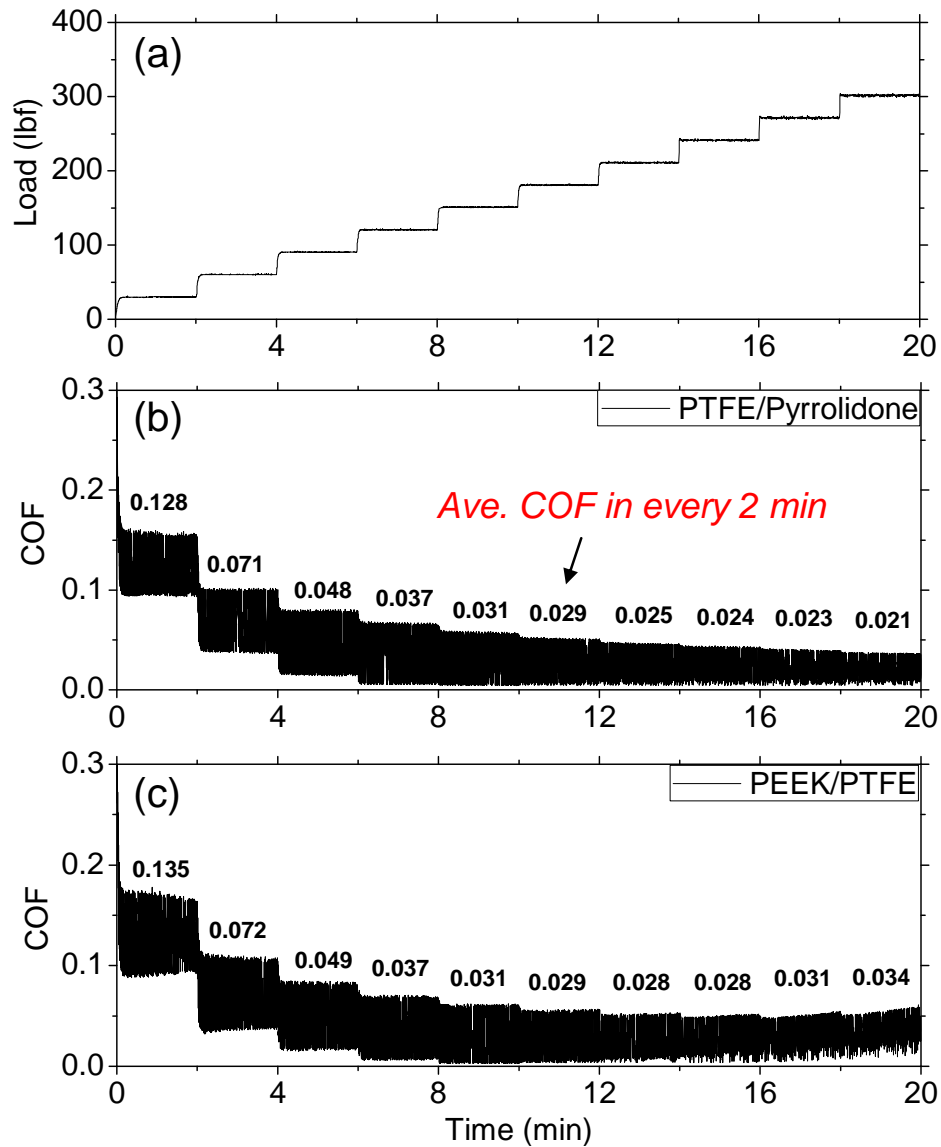 400
(a)
300
Load (lbf)
200
100
0
0 4 8 12 16 20
0.3
(b)
PTFE/Pyrrolidone
0.2
COF
Ave. COF in every 2 min
0.128
0.071
0.1
0.048 0.037 0.031 0.029 0.025 0.024 0.023 0.021
0.0
0 4 8 12 16 20
0.3
(c)
PEEK/PTFE
0.2
COF
0.135
0.072
0.1
0.049 0.037 0.031 0.029 0.028 0.028 0.031 0.034
0.0
0 4 8 12 16 20
Time (min)